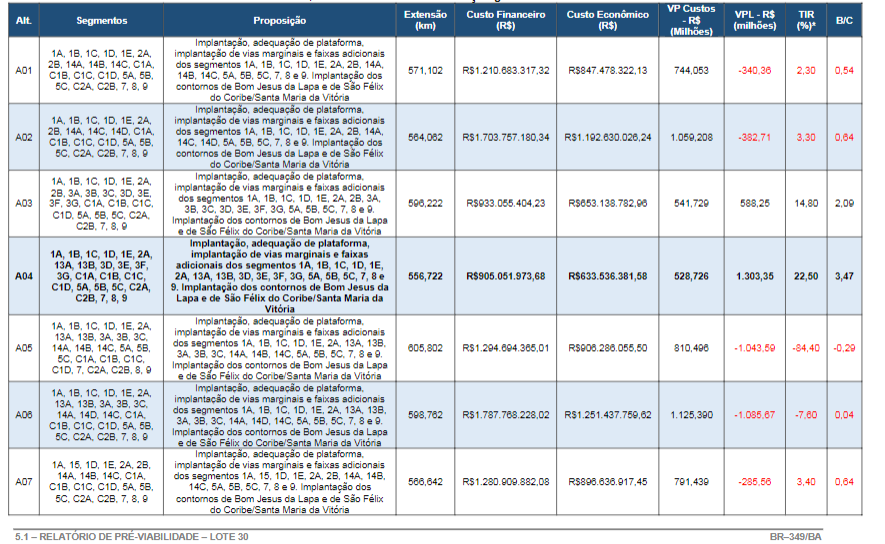 Alt. Segmentos Proposição Extensão (km) Custo Financeiro (R$) Custo Econômico (R$) VP Custos - R$ (Milhões) VPL - R$ (milhões) TIR (%)* B/C
1A, 1B, 1C, 1D, 1E, 2A,
2B, 14A, 14B, 14C, C1A,
C1B, C1C, C1D, 5A, 5B,
5C, C2A, C2B, 7, 8, 9
Implantação, adequação de plataforma,
implantação de vias marginais e faixas adicionais
dos segmentos 1A, 1B, 1C, 1D, 1E, 2A, 2B, 14A,
14B, 14C, 5A, 5B, 5C, 7, 8 e 9. Implantação dos
contornos de Bom Jesus da Lapa e de São Félix
do Coribe/Santa Maria da Vitória
A01 571,102 R$1.210.683.317,32 R$847.478.322,13 744,053 -340,36 2,30 0,54
1A, 1B, 1C, 1D, 1E, 2A,
2B, 14A, 14C, 14D, C1A,
C1B, C1C, C1D, 5A, 5B,
5C, C2A, C2B, 7, 8, 9
Implantação, adequação de plataforma,
implantação de vias marginais e faixas adicionais
dos segmentos 1A, 1B, 1C, 1D, 1E, 2A, 2B, 14A,
14C, 14D, 5A, 5B, 5C, 7, 8 e 9. Implantação dos
contornos de Bom Jesus da Lapa e de São Félix
do Coribe/Santa Maria da Vitória
A02 564,062 R$1.703.757.180,34 R$1.192.630.026,24 1.059,208 -382,71 3,30 0,64
1A, 1B, 1C, 1D, 1E, 2A,
2B, 3A, 3B, 3C, 3D, 3E,
3F, 3G, C1A, C1B, C1C,
C1D, 5A, 5B, 5C, C2A,
C2B, 7, 8, 9
Implantação, adequação de plataforma,
implantação de vias marginais e faixas adicionais
dos segmentos 1A, 1B, 1C, 1D, 1E, 2A, 2B, 3A,
3B, 3C, 3D, 3E, 3F, 3G, 5A, 5B, 5C, 7, 8 e 9.
Implantação dos contornos de Bom Jesus da Lapa
e de São Félix do Coribe/Santa Maria da Vitória
A03 596,222 R$933.055.404,23 R$653.138.782,96 541,729 588,25 14,80 2,09
1A, 1B, 1C, 1D, 1E, 2A,
13A, 13B, 3D, 3E, 3F,
3G, C1A, C1B, C1C,
C1D, 5A, 5B, 5C, C2A,
C2B, 7, 8, 9
Implantação, adequação de plataforma,
implantação de vias marginais e faixas
adicionais dos segmentos 1A, 1B, 1C, 1D, 1E,
2A, 13A, 13B, 3D, 3E, 3F, 3G, 5A, 5B, 5C, 7, 8 e
9. Implantação dos contornos de Bom Jesus da
Lapa e de São Félix do Coribe/Santa Maria da
Vitória
A04 556,722 R$905.051.973,68 R$633.536.381,58 528,726 1.303,35 22,50 3,47
1A, 1B, 1C, 1D, 1E, 2A,
13A, 13B, 3A, 3B, 3C,
14A, 14B, 14C, 5A, 5B,
5C, C1A, C1B, C1C,
C1D, 7, C2A, C2B, 8, 9
Implantação, adequação de plataforma,
implantação de vias marginais e faixas adicionais
dos segmentos 1A, 1B, 1C, 1D, 1E, 2A, 13A, 13B,
3A, 3B, 3C, 14A, 14B, 14C, 5A, 5B, 5C, 7, 8 e 9.
Implantação dos contornos de Bom Jesus da Lapa
e de São Félix do Coribe/Santa Maria da Vitória
A05 605,802 R$1.294.694.365,01 R$906.286.055,50 810,496 -1.043,59 -84,40 -0,29
1A, 1B, 1C, 1D, 1E, 2A,
13A, 13B, 3A, 3B, 3C,
14A, 14D, 14C, C1A,
C1B, C1C, C1D, 5A, 5B,
5C, C2A, C2B, 7, 8, 9
Implantação, adequação de plataforma,
implantação de vias marginais e faixas adicionais
dos segmentos 1A, 1B, 1C, 1D, 1E, 2A, 13A, 13B,
3A, 3B, 3C, 14A, 14D, 14C, 5A, 5B, 5C, 7, 8 e 9.
Implantação dos contornos de Bom Jesus da Lapa
e de São Félix do Coribe/Santa Maria da Vitória
A06 598,762 R$1.787.768.228,02 R$1.251.437.759,62 1.125,390 -1.085,67 -7,60 0,04
1A, 15, 1D, 1E, 2A, 2B,
14A, 14B, 14C, C1A,
C1B, C1C, C1D, 5A, 5B,
5C, C2A, C2B, 7, 8, 9
Implantação, adequação de plataforma,
implantação de vias marginais e faixas adicionais
dos segmentos 1A, 15, 1D, 1E, 2A, 2B, 14A, 14B,
14C, 5A, 5B, 5C, 7, 8 e 9. Implantação dos
contornos de Bom Jesus da Lapa e de São Félix
do Coribe/Santa Maria da Vitória
A07 566,642 R$1.280.909.882,08 R$896.636.917,45 791,439 -285,56 3,40 0,64
5.1 – RELATÓRIO DE PRÉ-VIABILIDADE – LOTE 30 BR–349/BA